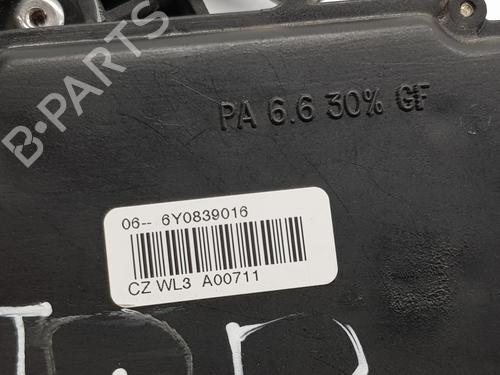 B-PARTS
PA 6.6 30% GF
06-- 6Y0839016
CZ WL3 A00711